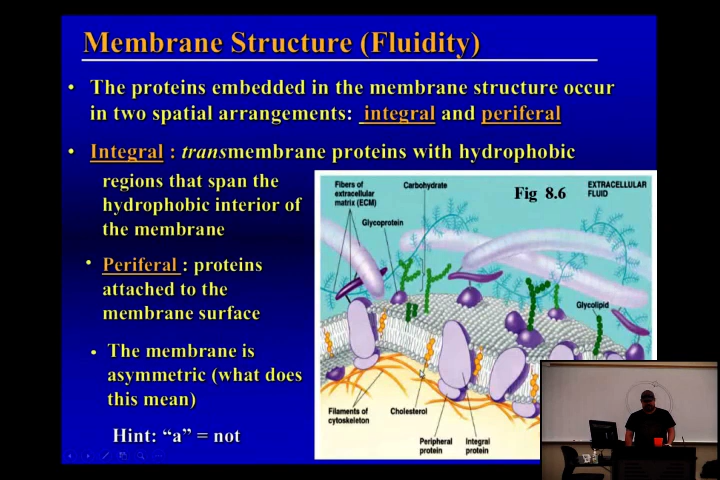 Membrane Structure (Fluidity)
• The proteins embedded in the membrane structure occur
in two spatial arrangements: integral and periferal
• Integral : transmembrane proteins with hydrophobic
regions that span the
hydrophobic interior of
the membrane
• Periferal : proteins
attached to the
membrane surface
• The membrane is
asymmetric (what does
this mean)
Hint: “a” = not
Fibers of
extracellular
matrix (ECM)
Carbohydrate
Glycoprotein
Fig 8.6
EXTRACELLULAR
FLUID
Glycolipid
Filaments of
cytoskeleton
Cholesterol
Peripheral
protein
Integral
protein